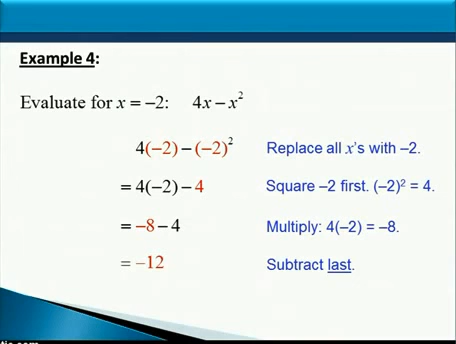 Example 4:
Evaluate for x = –2: 4x – x²
4(–2) – (–2)² Replace all x's with –2.
= 4(–2) – 4 Square –2 first. (–2)² = 4.
= –8 – 4 Multiply: 4(–2) = –8.
= –12 Subtract last.